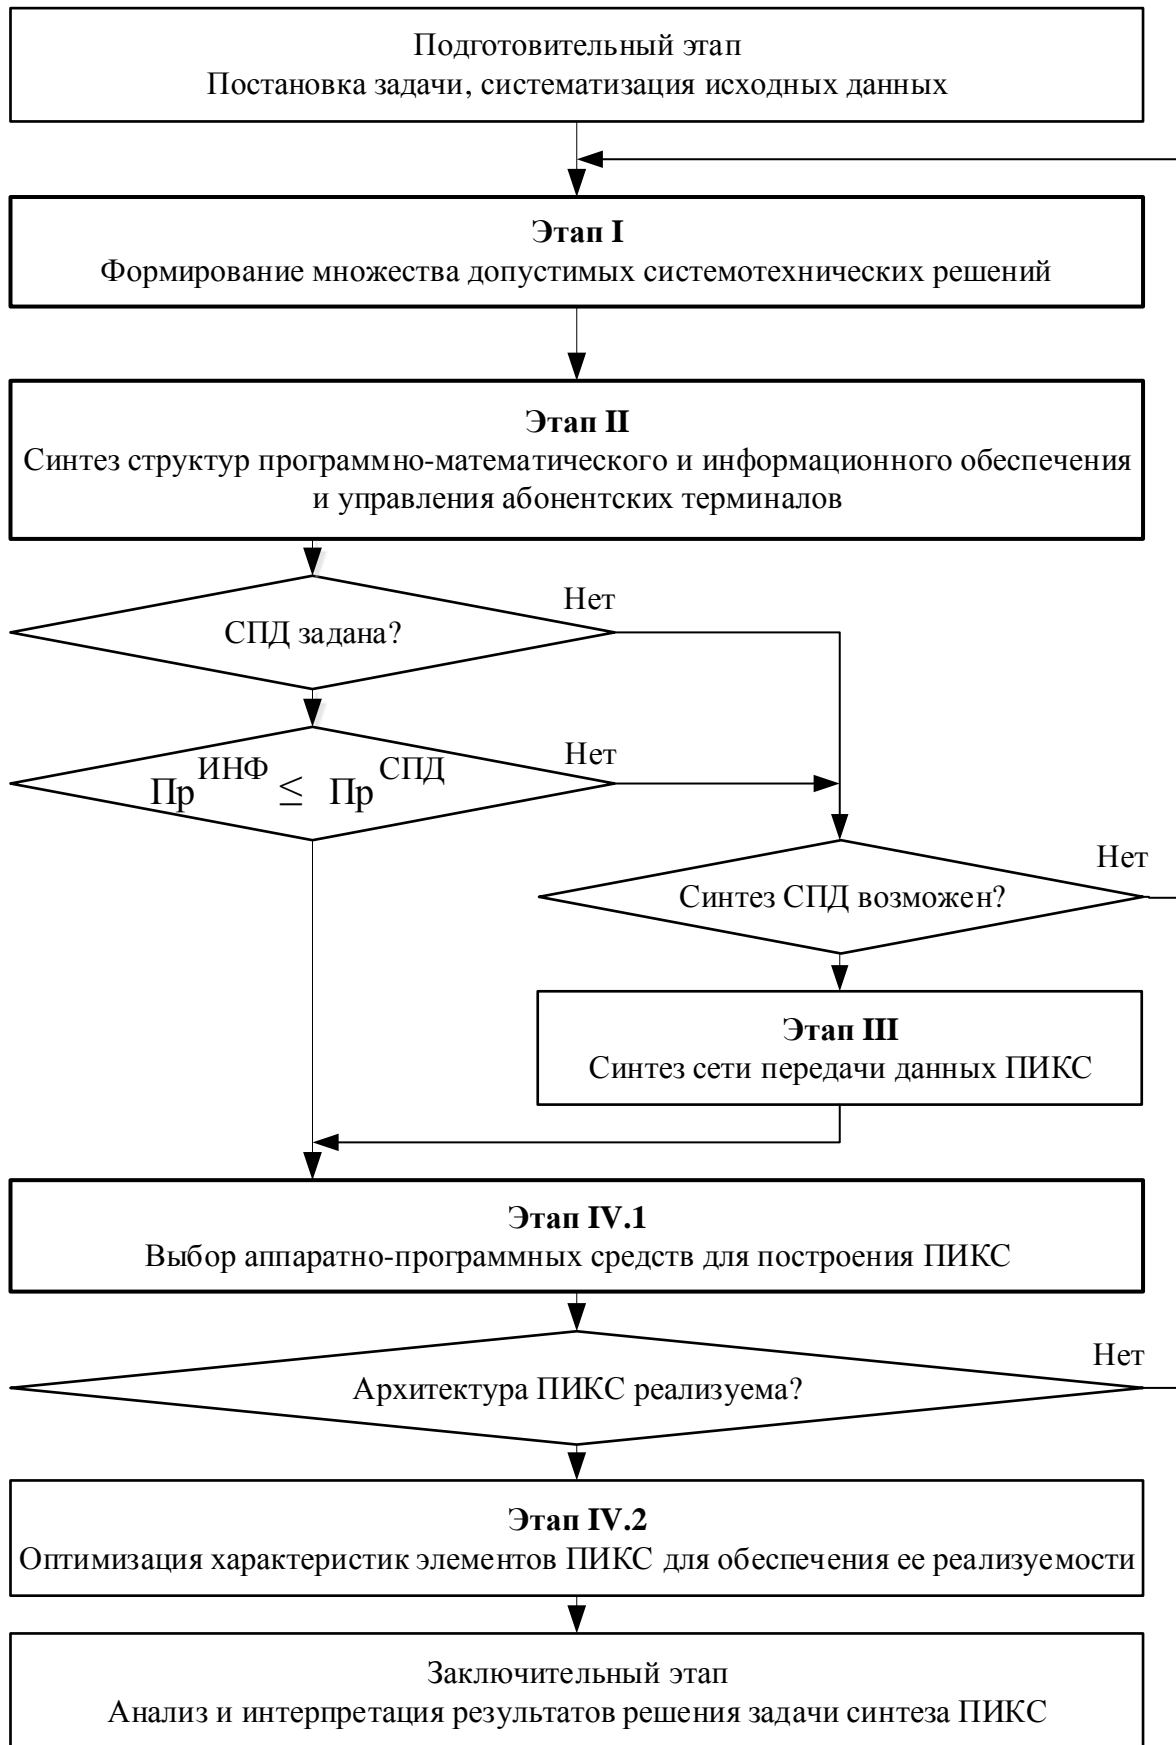 Подготовительный этап
Постановка задачи, систематизация исходных данных
Этап I
Формирование множества допустимых системотехнических решений
Этап II
Синтез структур программно-математического и информационного обеспечения
и управления абонентских терминалов
Нет
СПД задана?
Нет
Пр^ИНФ ≤ Пр^СПД
Нет
Синтез СПД возможен?
Этап III
Синтез сети передачи данных ПИКС
Этап IV.1
Выбор аппаратно-программных средств для построения ПИКС
Нет
Архитектура ПИКС реализуема?
Этап IV.2
Оптимизация характеристик элементов ПИКС для обеспечения ее реализуемости
Заключительный этап
Анализ и интерпретация результатов решения задачи синтеза ПИКС